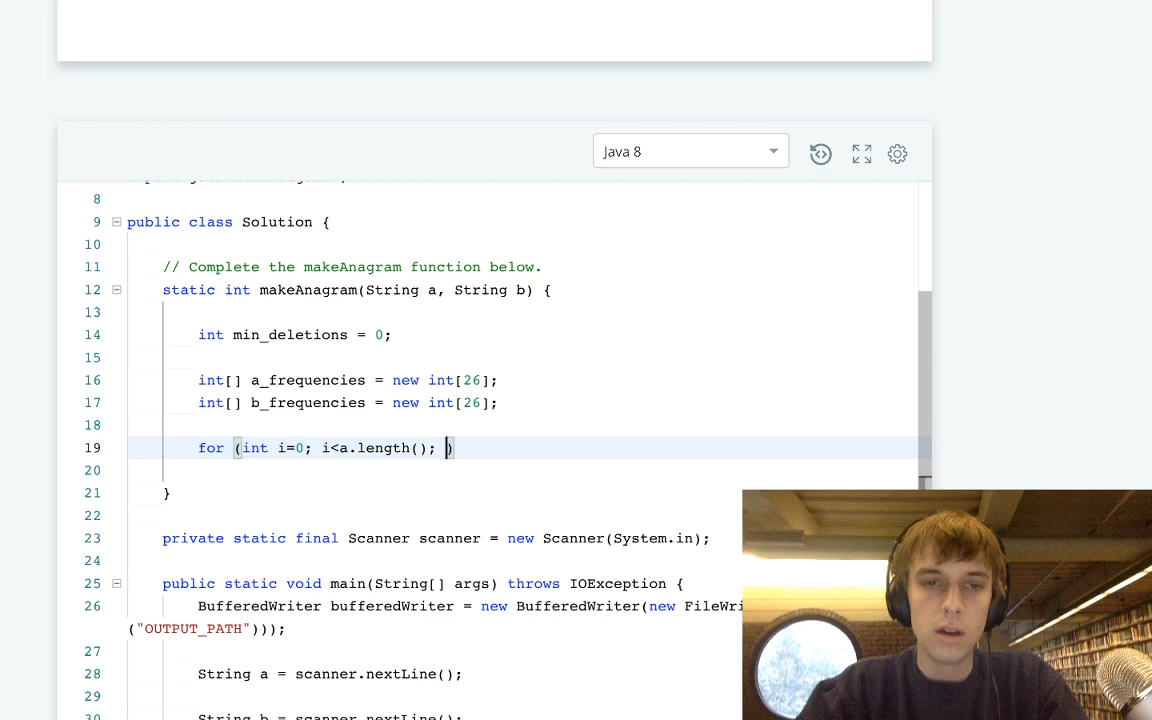 Java 8
8
9 public class Solution {
10
11 // Complete the makeAnagram function below.
12 static int makeAnagram(String a, String b) {
13
14 int min_deletions = 0;
15
16 int[] a_frequencies = new int[26];
17 int[] b_frequencies = new int[26];
18
19 for (int i=0; i<a.length(); )
20
21 }
22
23 private static final Scanner scanner = new Scanner(System.in);
24
25 public static void main(String[] args) throws IOException {
26 BufferedWriter bufferedWriter = new BufferedWriter(new FileWri
("OUTPUT_PATH")));
27
28 String a = scanner.nextLine();
29
30 String b = scanner.nextLine();